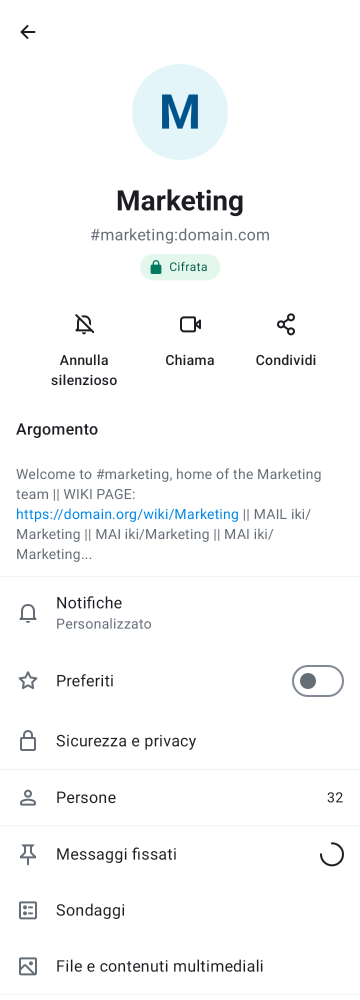 M
Marketing
#marketing:domain.com
Cifrata
Annulla
silenzioso
Chiama
Condividi
Argomento
Welcome to #marketing, home of the Marketing
team || WIKI PAGE:
https://domain.org/wiki/Marketing || MAIL iki/
Marketing || MAI iki/Marketing || MAI iki/
Marketing...
Notifiche
Personalizzato
Preferiti
Sicurezza e privacy
Persone 32
Messaggi fissati
Sondaggi
File e contenuti multimediali